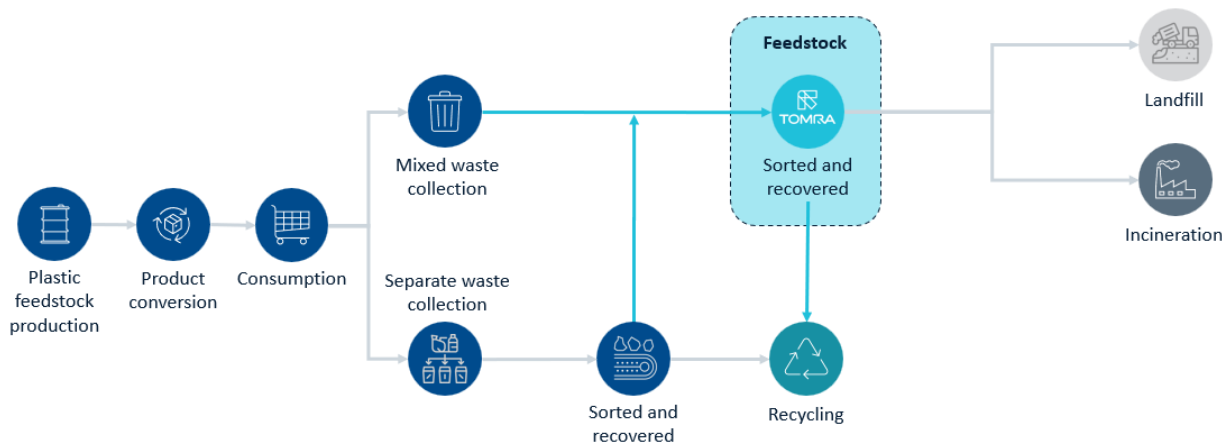 Feedstock
TOMRA
Sorted and
recovered
Landfill
Incineration
Mixed waste
collection
Plastic
feedstock
production
Product
conversion
Consumption
Separate waste
collection
Sorted and
recovered
Recycling